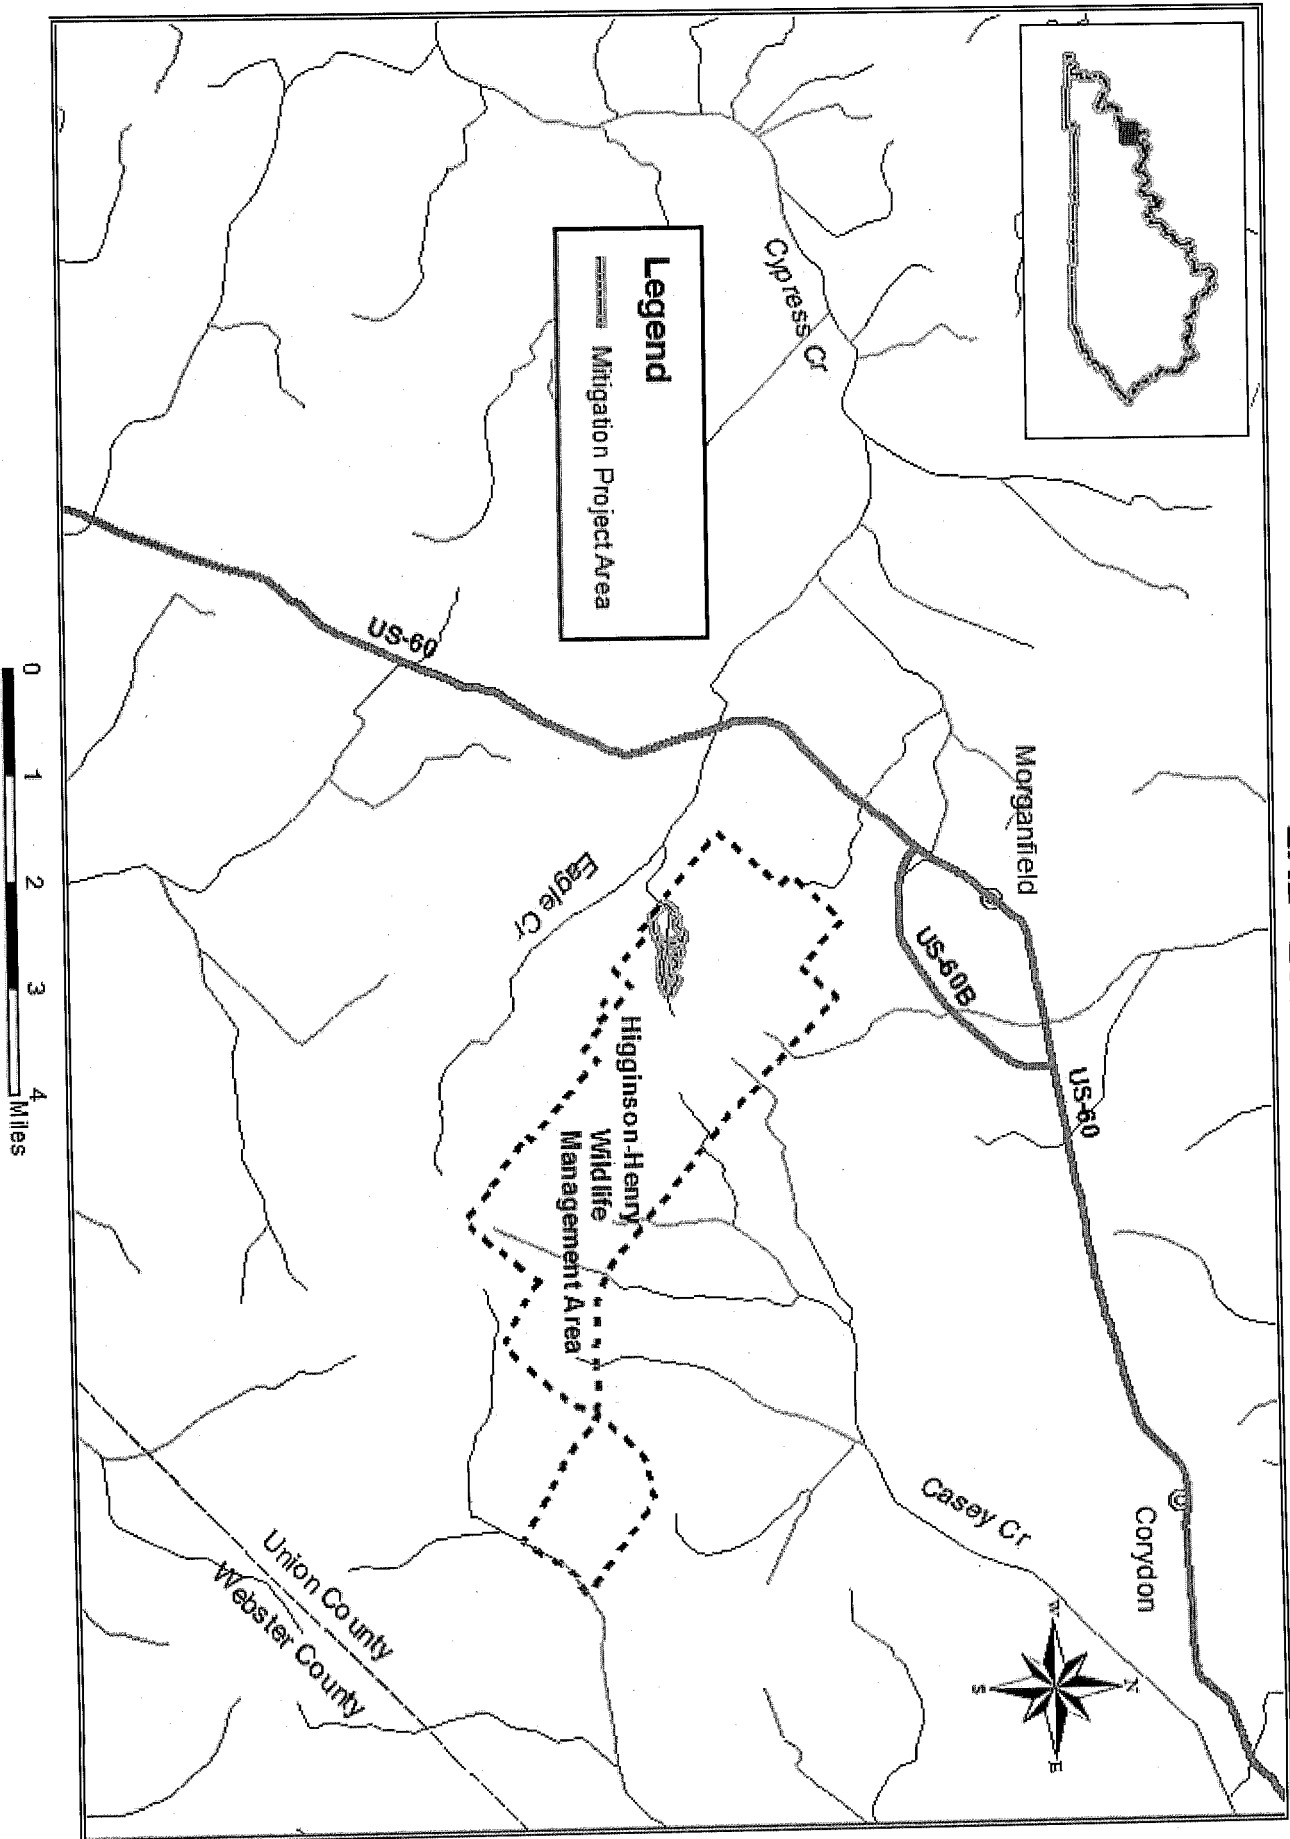 Legend
Mitigation Project Area
Cypress Cr
US-60
Morganfield
US-60B
US-60
Eagle Cr
Higginson-Henry
Wildlife
Management Area
Casey Cr
Corydon
N
W
E
S
Union County
Webster County
0 1 2 3 4
Miles